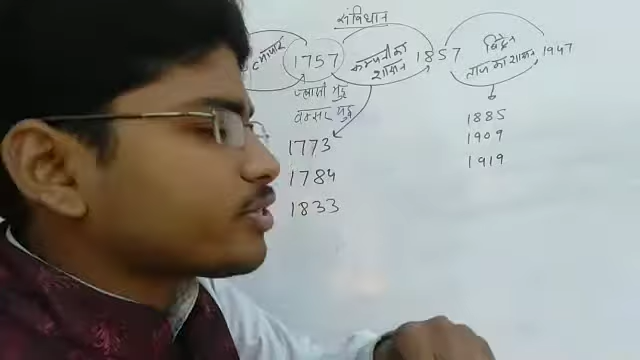 संविधान
व्यापार 1757 कम्पनी का शासन 1857 ब्रिटेन ताज का शासन 1947
प्लासी युद्ध
बक्सर युद्ध
1773
1784
1833
1885
1909
1919